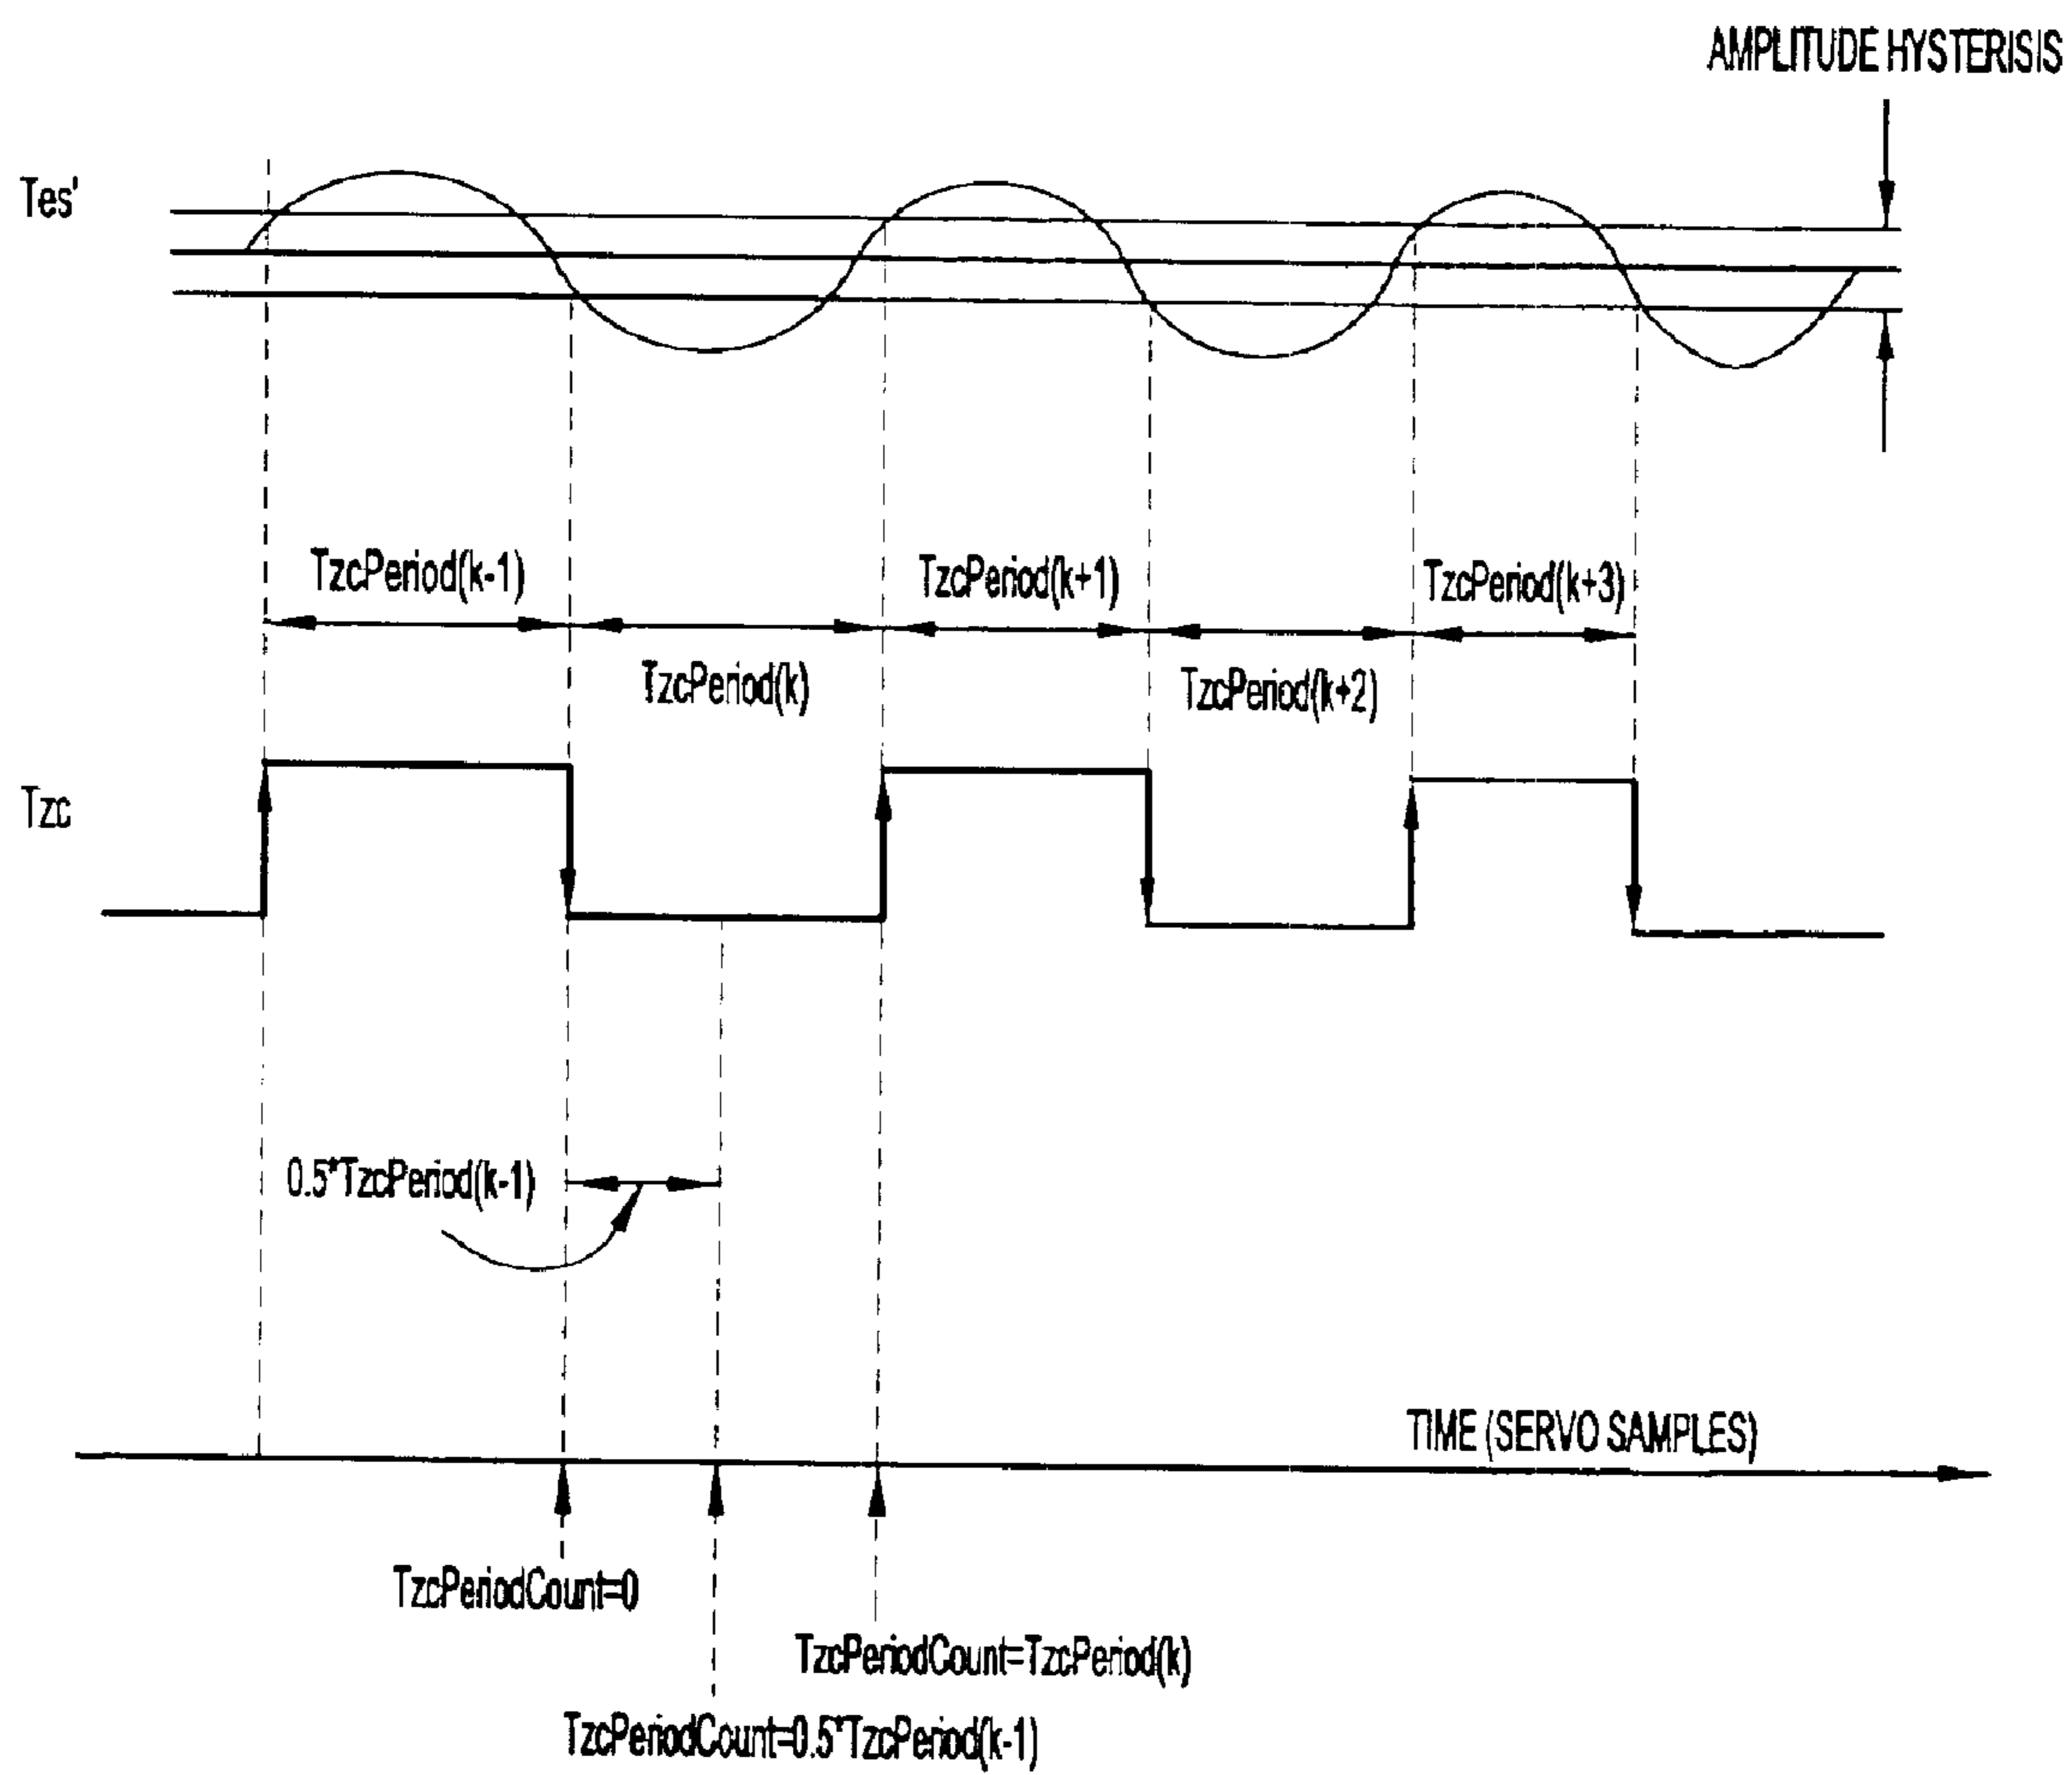 AMPLITUDE HYSTERISIS
Tes'
TzcPeriod(k-1)
TzcPeriod(k+1)
TzcPeriod(k+3)
TzcPeriod(k)
TzcPeriod(k+2)
Tzc
0.5*TzcPeriod(k-1)
TIME (SERVO SAMPLES)
TzcPeriodCount=0
TzcPeriodCount=TzcPeriod(k)
TzcPeriodCount=0.5*TzcPeriod(k-1)